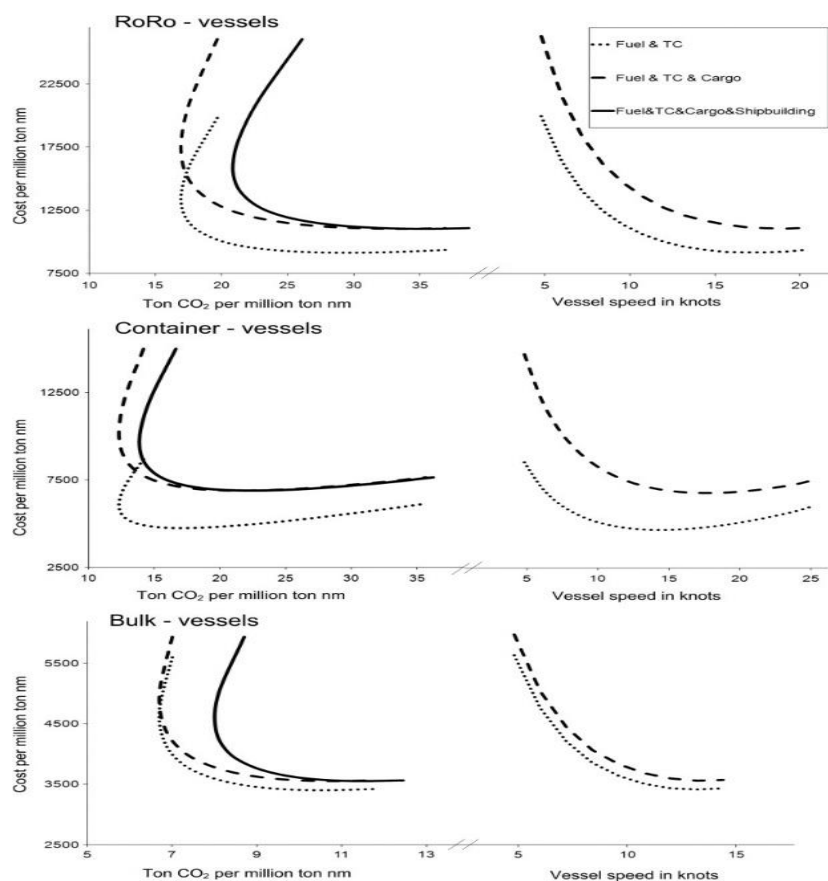 RoRo - vessels
Fuel & TC
Fuel & TC & Cargo
Fuel&TC&Cargo&Shipbuilding
Cost per million ton nm
22500
17500
12500
7500
10 15 20 25 30 35 5 10 15 20
Ton CO₂ per million ton nm Vessel speed in knots
Container - vessels
Cost per million ton nm
12500
7500
2500
10 15 20 25 30 35 5 10 15 20 25
Ton CO₂ per million ton nm Vessel speed in knots
Bulk - vessels
Cost per million ton nm
5500
4500
3500
2500
5 7 9 11 13 5 10 15
Ton CO₂ per million ton nm Vessel speed in knots